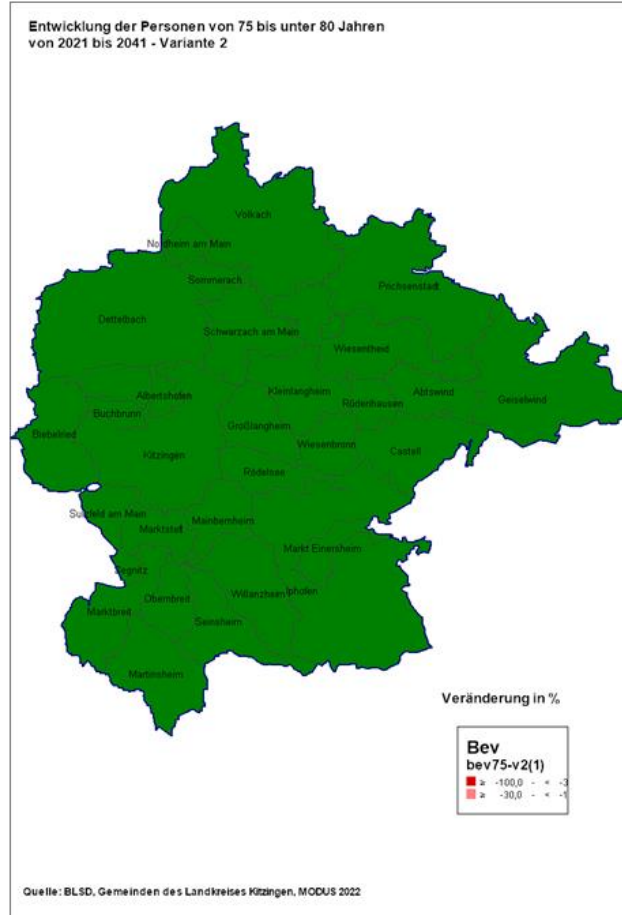 Entwicklung der Personen von 75 bis unter 80 Jahren
von 2021 bis 2041 - Variante 2
Volkach
Nordheim am Main
Sommerach
Prichsenstadt
Dettelbach
Schwarzach am Main
Wiesentheid
Kleinlangheim
Abtswind
Albertshofen
Rüdenhausen
Geiselwind
Buchbrunn
Großlangheim
Biebelried
Wiesenbronn
Castell
Kitzingen
Rödelsee
Sulzfeld am Main
Mainbernheim
Marktsteft
Markt Einersheim
Segnitz
Iphofen
Willanzheim
Obernbreit
Marktbreit
Seinsheim
Martinsheim
Veränderung in %
Bev
bev75-v2(1)
≥ -100,0 - < -3
≥ -30,0 - < -1
Quelle: BLSD, Gemeinden des Landkreises Kitzingen, MODUS 2022